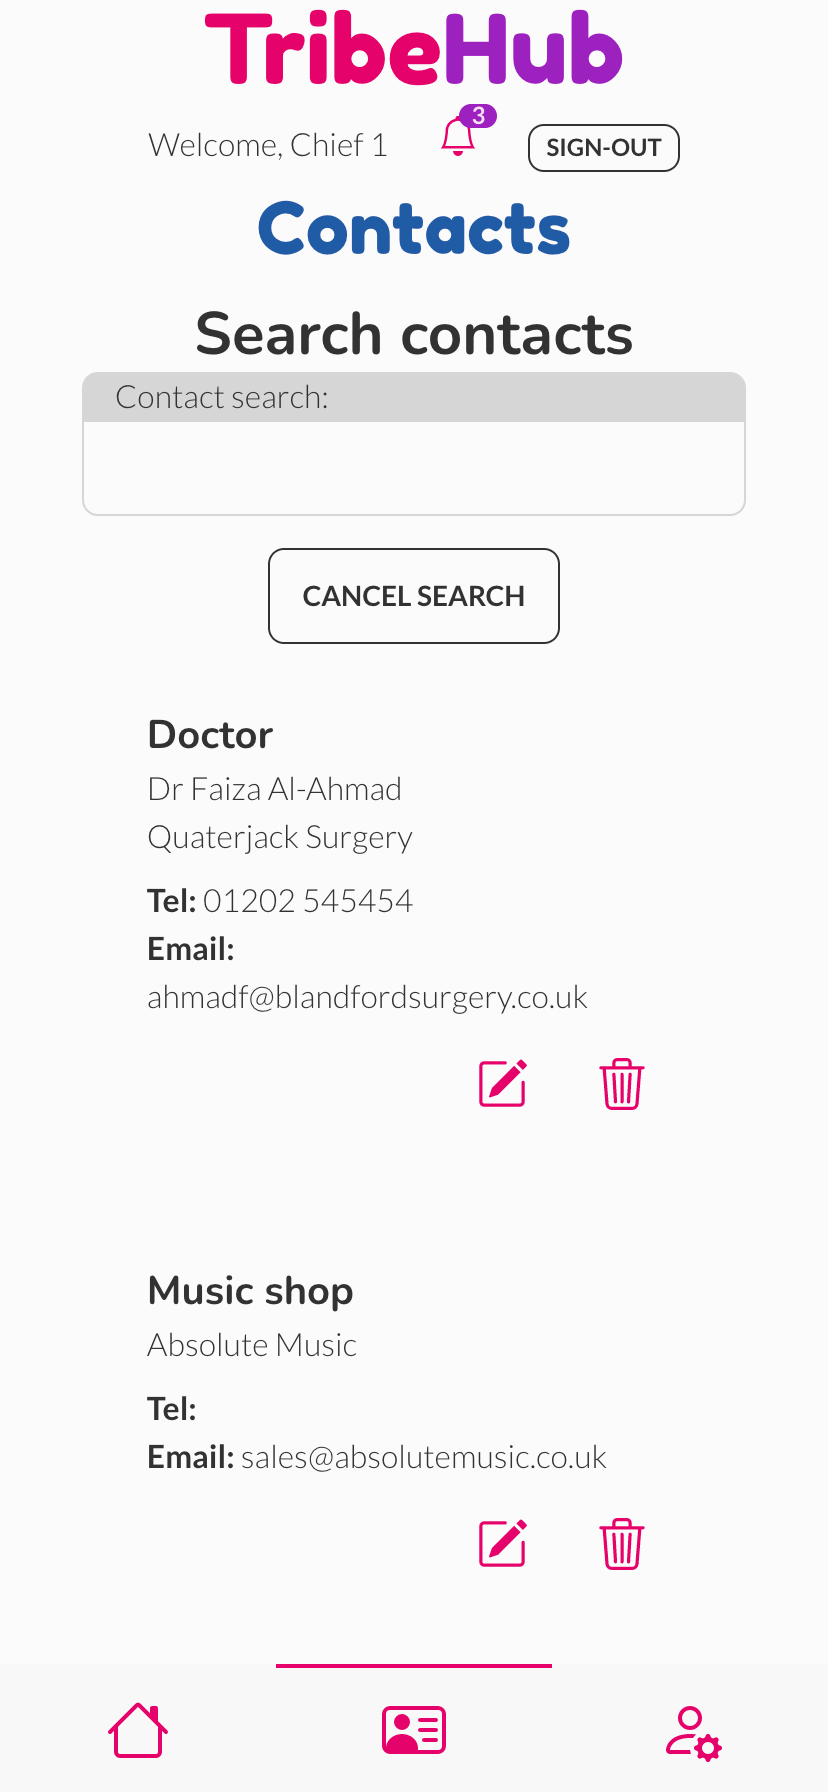 TribeHub
Welcome, Chief 1
3
SIGN-OUT
Contacts
Search contacts
Contact search:
CANCEL SEARCH
Doctor
Dr Faiza Al-Ahmad
Quaterjack Surgery
Tel: 01202 545454
Email:
ahmadf@blandfordsurgery.co.uk
Music shop
Absolute Music
Tel:
Email: sales@absolutemusic.co.uk